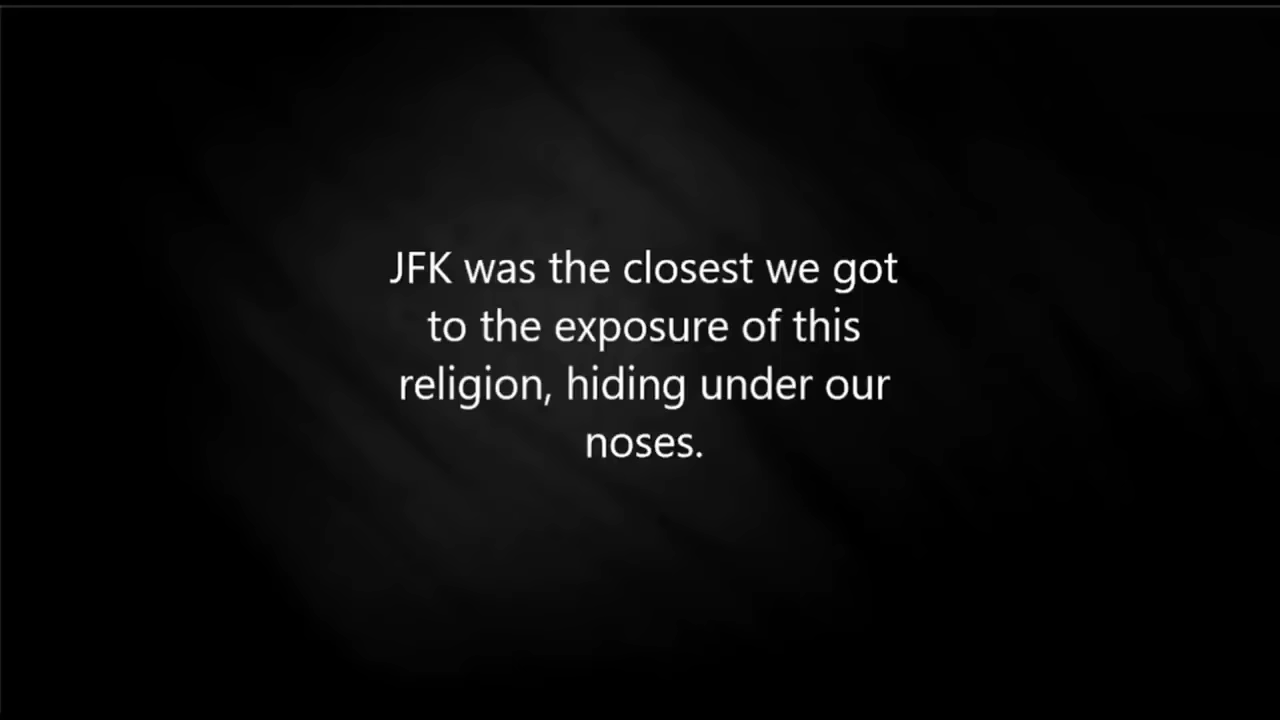 JFK was the closest we got
to the exposure of this
religion, hiding under our
noses.